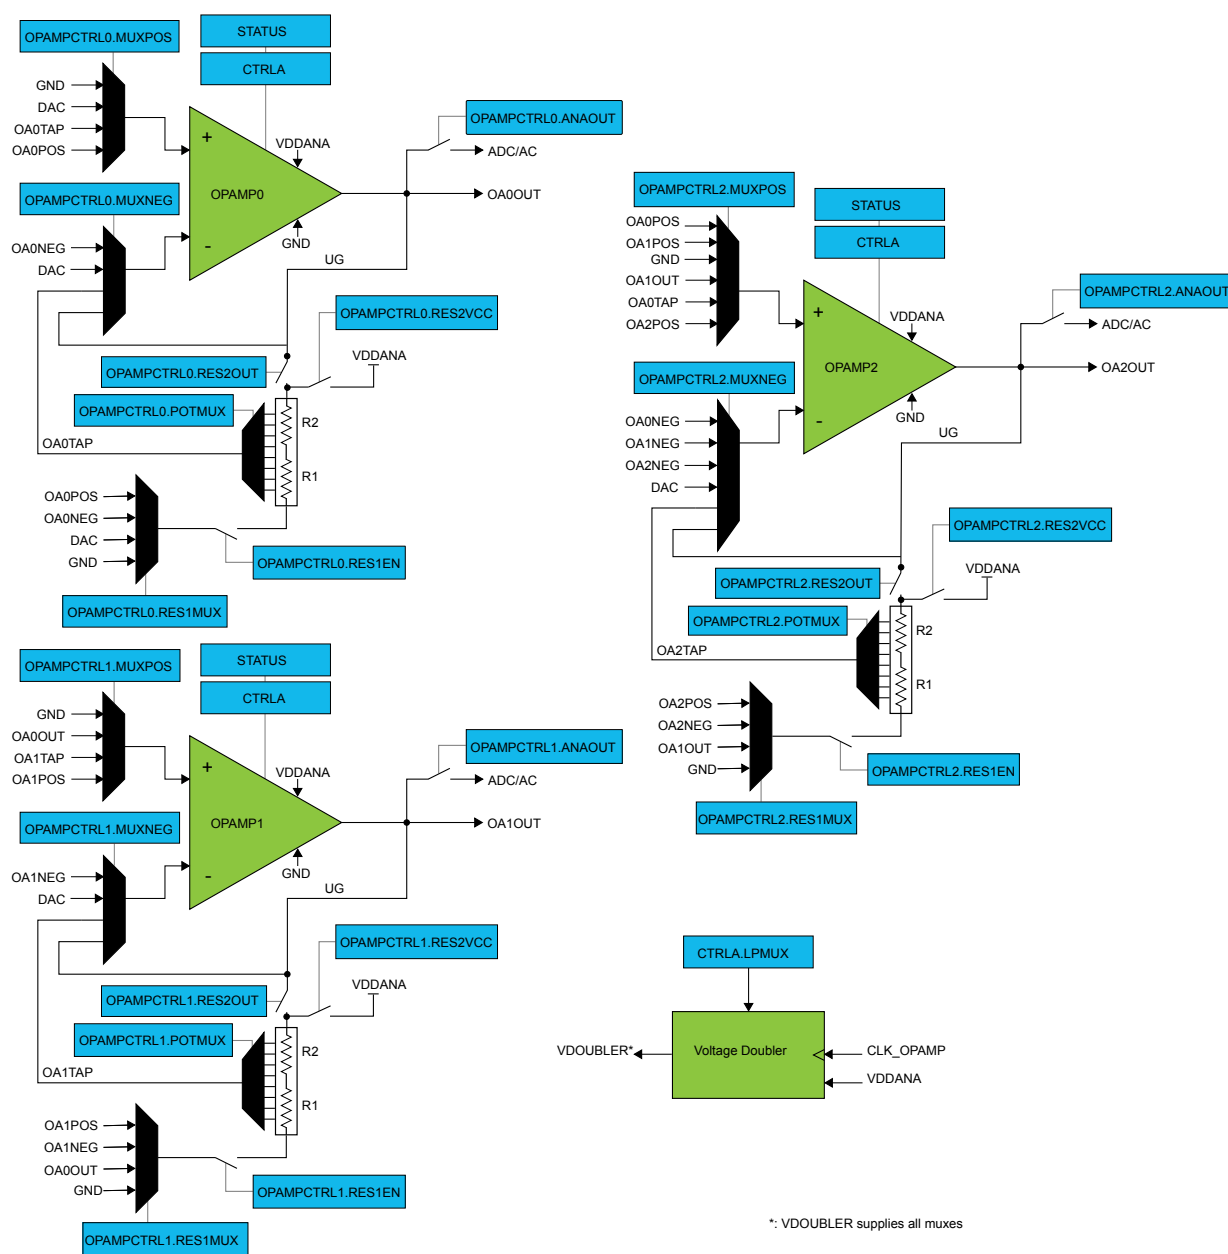 OPAMPCTRL0.MUXPOS
STATUS
CTRLA
GND
DAC
OA0TAP
OA0POS
+
VDDANA
OPAMPCTRL0.ANAOUT
ADC/AC
OPAMP0
OA0OUT
OPAMPCTRL0.MUXNEG
OA0NEG
DAC
-
GND
UG
OPAMPCTRL0.RES2VCC
OPAMPCTRL0.RES2OUT
VDDANA
OPAMPCTRL0.POTMUX
OA0TAP
R2
R1
OA0POS
OA0NEG
DAC
GND
OPAMPCTRL0.RES1EN
OPAMPCTRL0.RES1MUX
OPAMPCTRL1.MUXPOS
STATUS
CTRLA
GND
OA0OUT
OA1TAP
OA1POS
+
VDDANA
OPAMPCTRL1.ANAOUT
ADC/AC
OPAMP1
OA1OUT
OPAMPCTRL1.MUXNEG
OA1NEG
DAC
-
GND
UG
OPAMPCTRL1.RES2VCC
OPAMPCTRL1.RES2OUT
VDDANA
OPAMPCTRL1.POTMUX
OA1TAP
R2
R1
OA1POS
OA1NEG
OA0OUT
GND
OPAMPCTRL1.RES1EN
OPAMPCTRL1.RES1MUX
OPAMPCTRL2.MUXPOS
STATUS
CTRLA
OA0POS
OA1POS
GND
OA1OUT
OA0TAP
OA2POS
+
VDDANA
OPAMPCTRL2.ANAOUT
ADC/AC
OPAMP2
OA2OUT
OPAMPCTRL2.MUXNEG
OA0NEG
OA1NEG
OA2NEG
DAC
-
GND
UG
OPAMPCTRL2.RES2VCC
OPAMPCTRL2.RES2OUT
VDDANA
OPAMPCTRL2.POTMUX
OA2TAP
R2
R1
OA2POS
OA2NEG
OA1OUT
GND
OPAMPCTRL2.RES1EN
OPAMPCTRL2.RES1MUX
CTRLA.LPMUX
VDOUBLER*
Voltage Doubler
CLK_OPAMP
VDDANA
*: VDOUBLER supplies all muxes